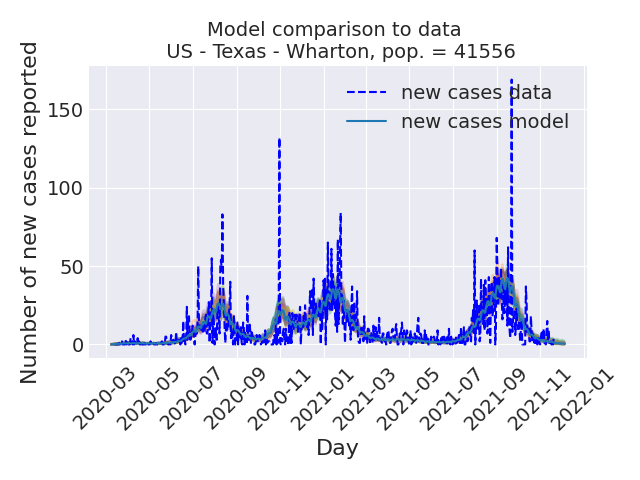 Model comparison to data
US - Texas - Wharton, pop. = 41556
Number of new cases reported
150
100
50
0
new cases data
new cases model
2020-03
2020-05
2020-07
2020-09
2020-11
2021-01
2021-03
2021-05
2021-07
2021-09
2021-11
2022-01
Day